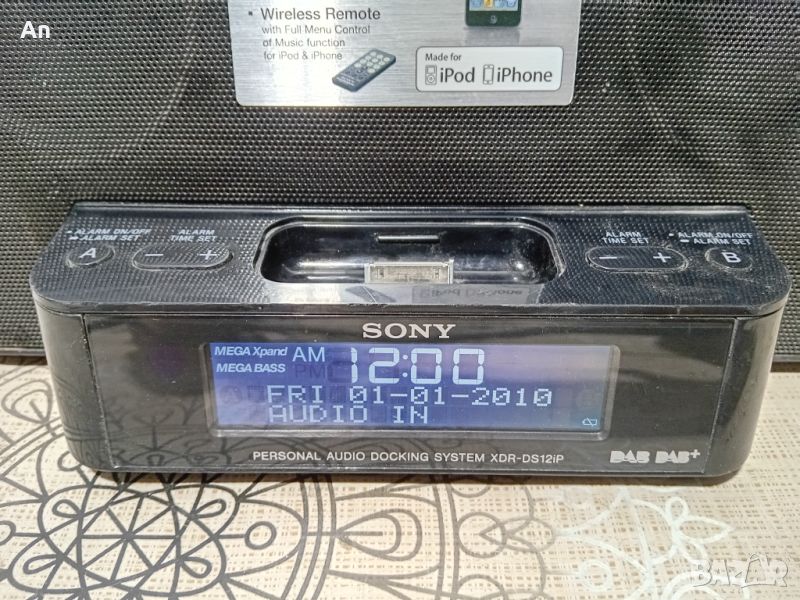 An
• Wireless Remote
with Full Menu Control
of Music function
for iPod & iPhone
Made for
iPod iPhone
ALARM ON/OFF
ALARM SET
A
ALARM
TIME SET
− +
ALARM
TIME SET
− +
ALARM ON/OFF
ALARM SET
B
SONY
MEGA Xpand AM 12:00
MEGA BASS
FRI 01-01-2010
AUDIO IN
PERSONAL AUDIO DOCKING SYSTEM XDR-DS12iP
DAB DAB+
BAZAR